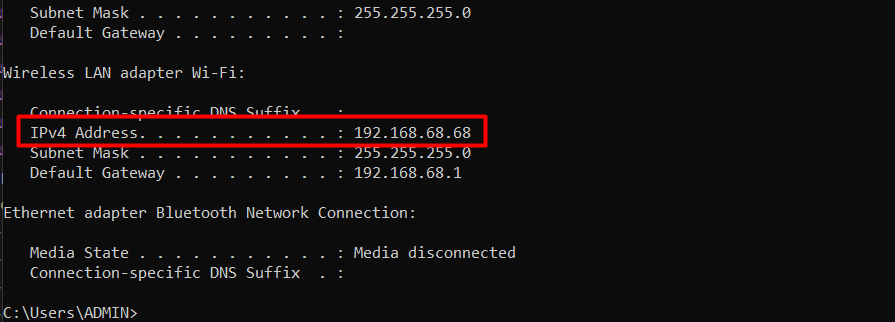 Subnet Mask . . . . . . . . . . . : 255.255.255.0
Default Gateway . . . . . . . . . :
Wireless LAN adapter Wi-Fi:
Connection-specific DNS Suffix  . :
IPv4 Address. . . . . . . . . . . : 192.168.68.68
Subnet Mask . . . . . . . . . . . : 255.255.255.0
Default Gateway . . . . . . . . . : 192.168.68.1
Ethernet adapter Bluetooth Network Connection:
Media State . . . . . . . . . . . : Media disconnected
Connection-specific DNS Suffix  . :
C:\Users\ADMIN>